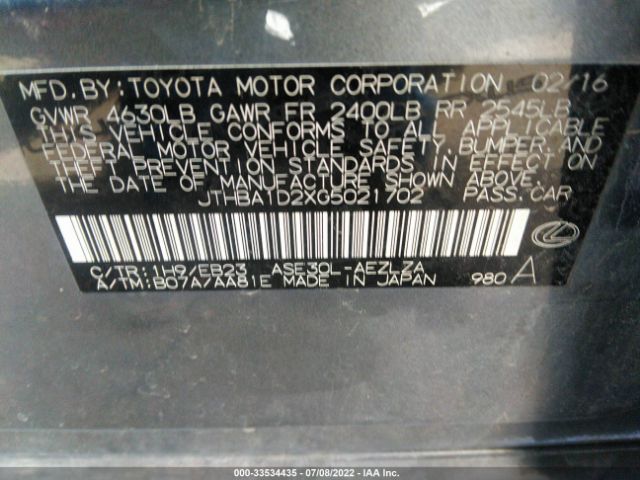 MFD. BY: TOYOTA MOTOR CORPORATION 02/16
GVWR 4630LB GAWR FR 2400LB RR 2545LB
THIS VEHICLE CONFORMS TO ALL APPLICABLE
FEDERAL MOTOR VEHICLE SAFETY, BUMPER, AND
THEFT PREVENTION STANDARDS IN EFFECT ON
THE DATE OF MANUFACTURE SHOWN ABOVE.
JTHBA1D2XG5021702 PASS. CAR
C/TR: 1H9/EB23 ASE30L-AEZLZA
A/TM: B07A/AA81E MADE IN JAPAN 980 A
000-33534435 - 07/08/2022 - IAA Inc.